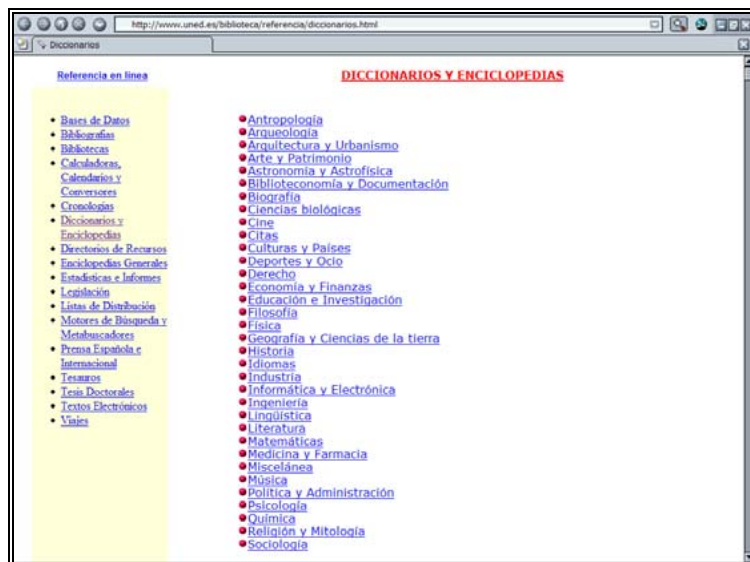 http://www.uned.es/biblioteca/referencia/diccionarios.html
Diccionarios
Referencia en línea
Bases de Datos
Bibliografías
Bibliotecas
Calculadoras,
Calendarios y
Conversores
Cronologías
Diccionarios y
Enciclopedias
Directorios de Recursos
Enciclopedias Generales
Estadísticas e Informes
Legislación
Listas de Distribución
Motores de Búsqueda y
Metabuscadores
Prensa Española e
Internacional
Tesauros
Tesis Doctorales
Textos Electrónicos
Viajes
DICCIONARIOS Y ENCICLOPEDIAS
Antropología
Arqueología
Arquitectura y Urbanismo
Arte y Patrimonio
Astronomía y Astrofísica
Biblioteconomía y Documentación
Biografía
Ciencias biológicas
Cine
Citas
Culturas y Países
Deportes y Ocio
Derecho
Economía y Finanzas
Educación e Investigación
Filosofía
Física
Geografía y Ciencias de la tierra
Historia
Idiomas
Industria
Informática y Electrónica
Ingeniería
Lingüística
Literatura
Matemáticas
Medicina y Farmacia
Miscelánea
Música
Política y Administración
Psicología
Química
Religión y Mitología
Sociología